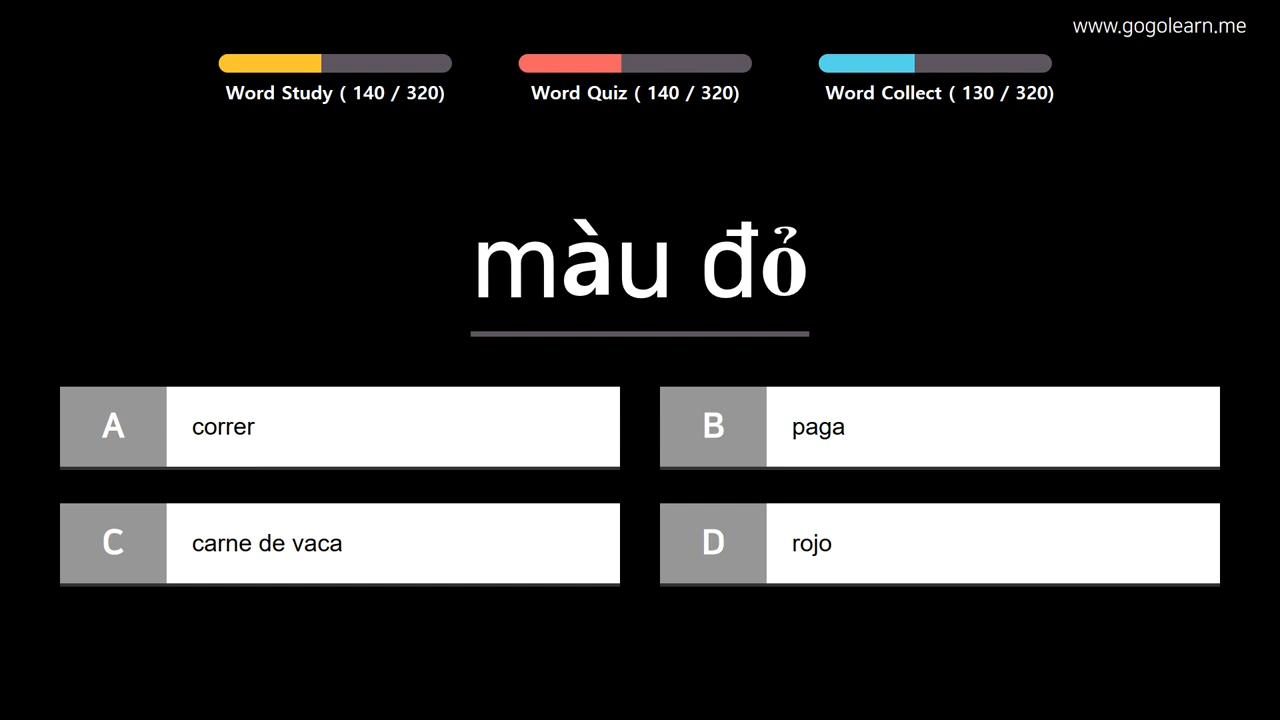 www.gogolearn.me
Word Study ( 140 / 320)
Word Quiz ( 140 / 320)
Word Collect ( 130 / 320)
màu đỏ
A correr
B paga
C carne de vaca
D rojo